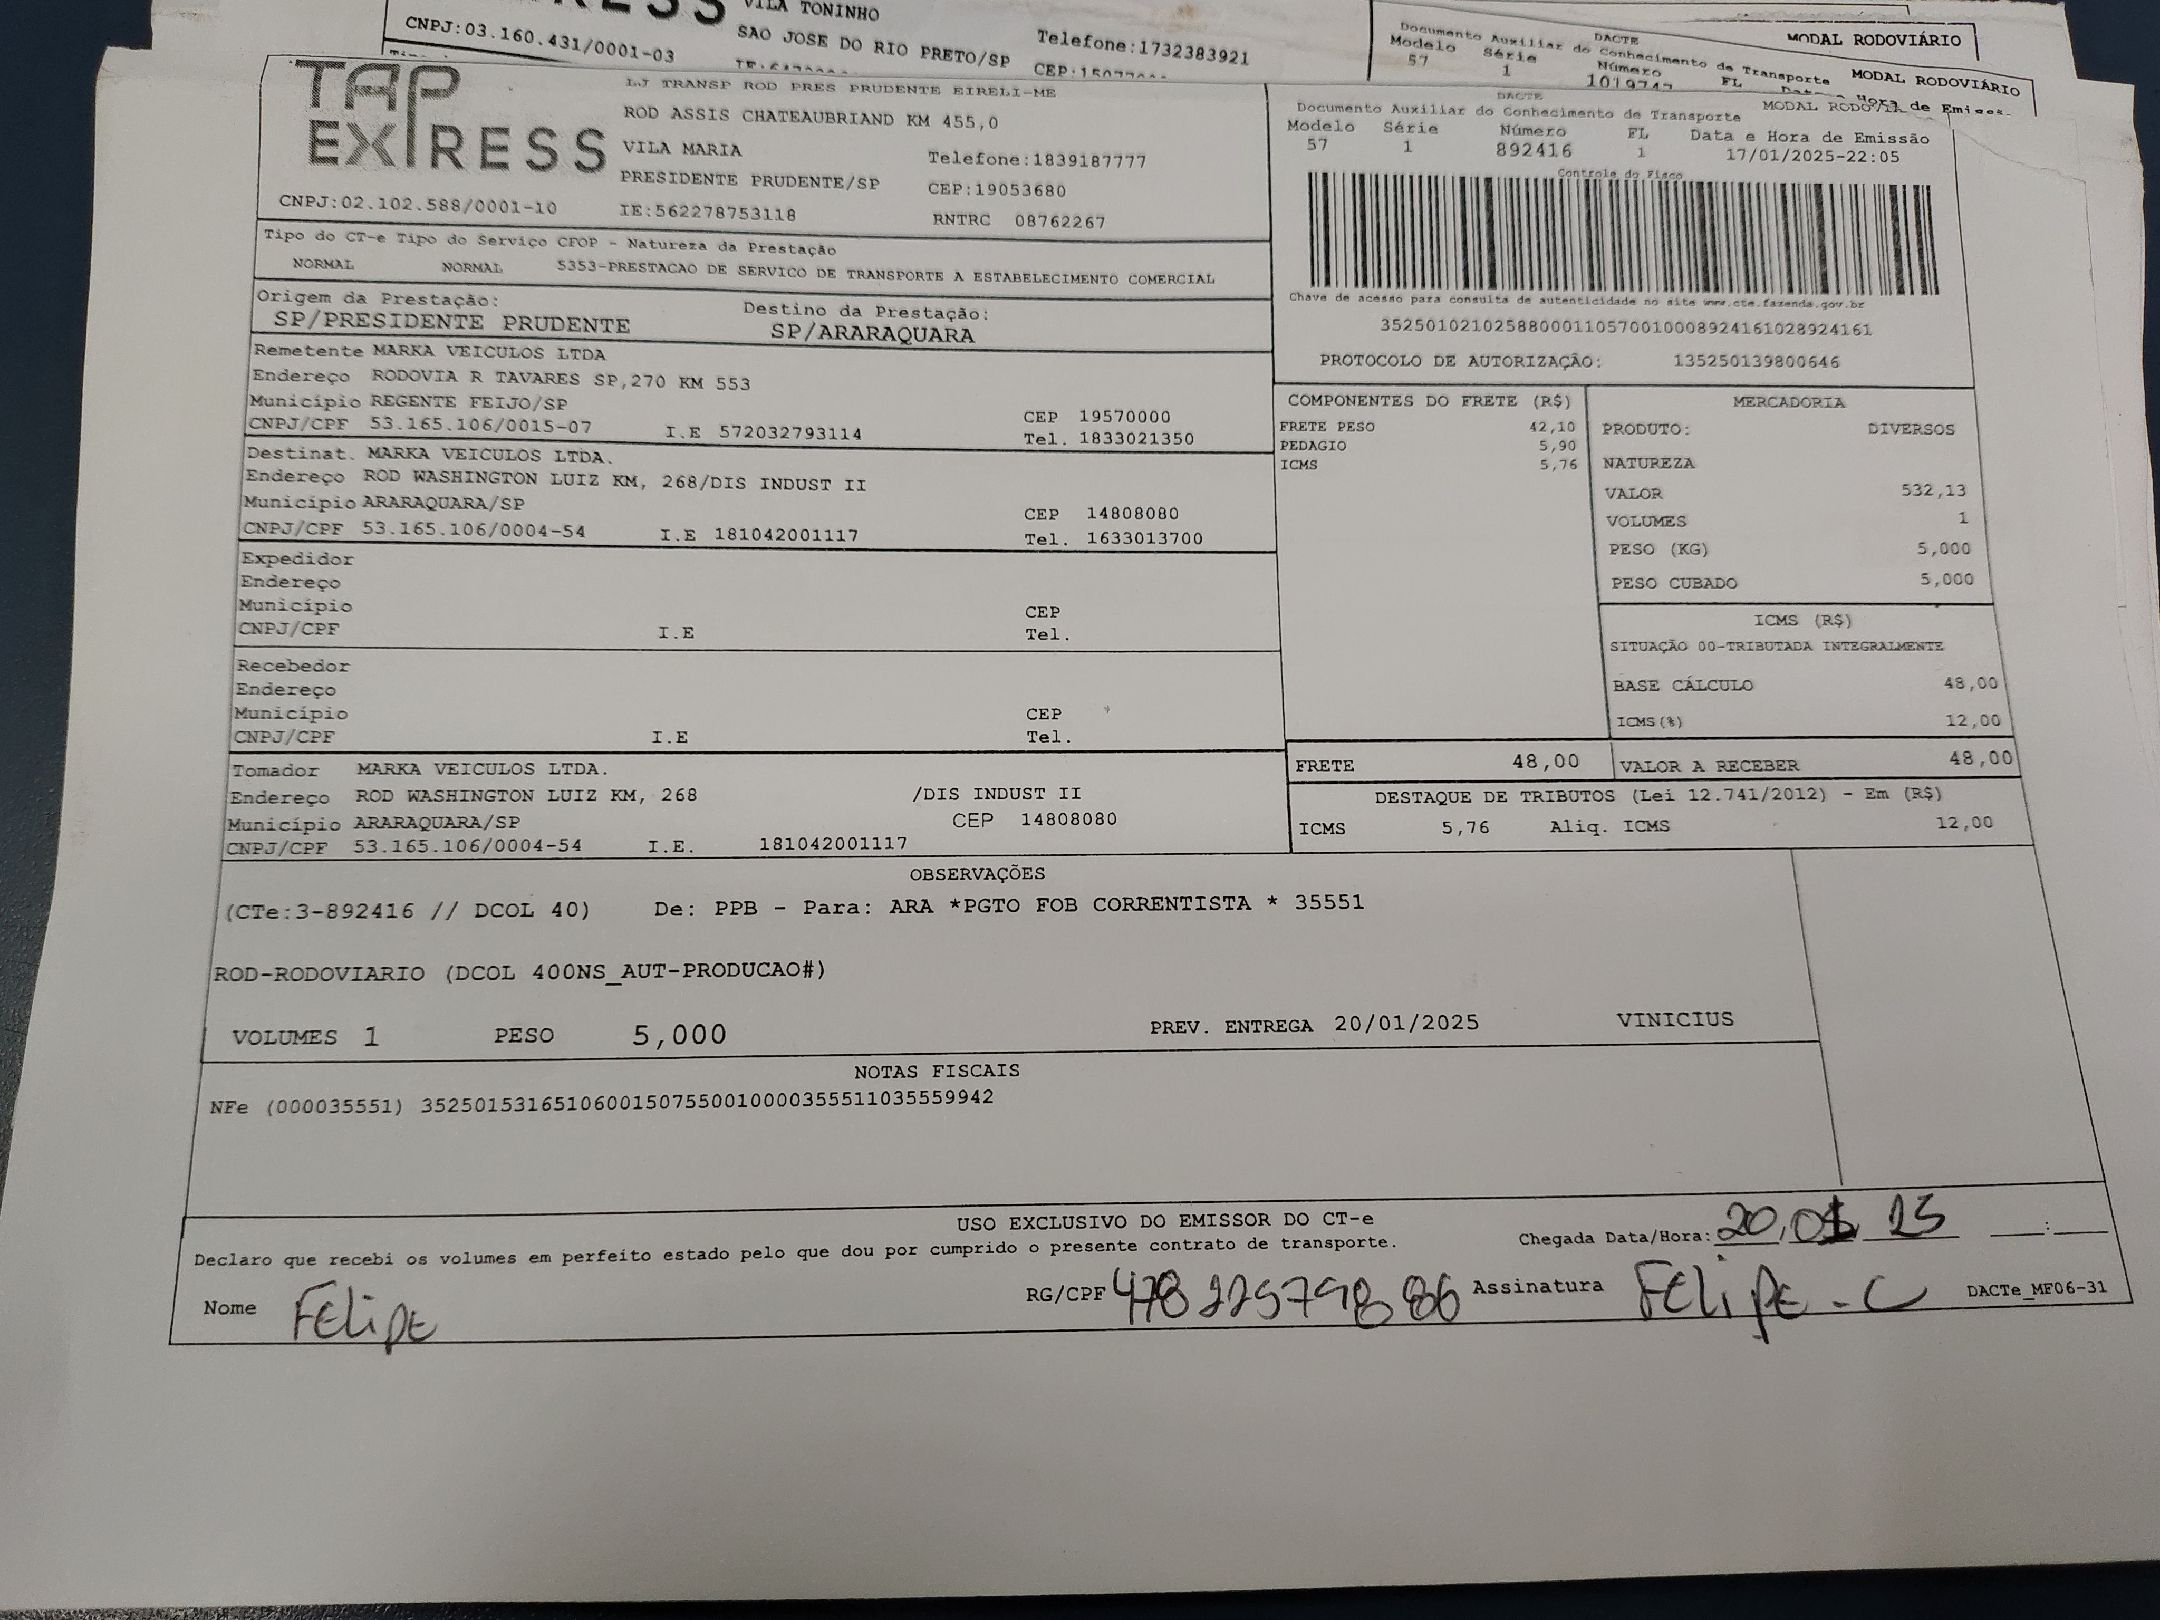 VILA TONINHO
CNPJ:03.160.431/0001-03
SAO JOSE DO RIO PRETO/SP
Telefone:1732383921
DACTE
MODAL RODOVIÁRIO
Documento Auxiliar do Conhecimento de Transporte
MODAL RODOVIÁRIO
Modelo Série Número FL
57 1 1019747
TAP EXPRESS
CNPJ:02.102.588/0001-10
LJ TRANSP ROD PRES PRUDENTE EIRELI-ME
ROD ASSIS CHATEAUBRIAND KM 455,0
VILA MARIA
Telefone:1839187777
PRESIDENTE PRUDENTE/SP
CEP:19053680
IE:562278753118
RNTRC 08762267
DACTE
Documento Auxiliar do Conhecimento de Transporte
Modelo Série Número FL Data e Hora de Emissão
57 1 892416 1 17/01/2025-22:05
Controle do Fisco
Chave de acesso para consulta de autenticidade no site www.cte.fazenda.gov.br
35250102102588000110570010008924161028924161
PROTOCOLO DE AUTORIZAÇÃO: 135250139800646
Tipo do CT-e Tipo do Serviço CFOP - Natureza da Prestação
NORMAL NORMAL 5353-PRESTACAO DE SERVICO DE TRANSPORTE A ESTABELECIMENTO COMERCIAL
Origem da Prestação: Destino da Prestação:
SP/PRESIDENTE PRUDENTE SP/ARARAQUARA
Remetente MARKA VEICULOS LTDA
Endereço RODOVIA R TAVARES SP,270 KM 553
Município REGENTE FEIJO/SP CEP 19570000
CNPJ/CPF 53.165.106/0015-07 I.E 572032793114 Tel. 1833021350
Destinat. MARKA VEICULOS LTDA.
Endereço ROD WASHINGTON LUIZ KM, 268/DIS INDUST II
Município ARARAQUARA/SP CEP 14808080
CNPJ/CPF 53.165.106/0004-54 I.E 181042001117 Tel. 1633013700
Expedidor
Endereço
Município CEP
CNPJ/CPF I.E Tel.
Recebedor
Endereço
Município CEP
CNPJ/CPF I.E Tel.
Tomador MARKA VEICULOS LTDA.
Endereço ROD WASHINGTON LUIZ KM, 268 /DIS INDUST II
Município ARARAQUARA/SP CEP 14808080
CNPJ/CPF 53.165.106/0004-54 I.E. 181042001117
COMPONENTES DO FRETE (R$)
FRETE PESO 42,10
PEDAGIO 5,90
ICMS 5,76
MERCADORIA
PRODUTO: DIVERSOS
NATUREZA
VALOR 532,13
VOLUMES 1
PESO (KG) 5,000
PESO CUBADO 5,000
ICMS (R$)
SITUAÇÃO 00-TRIBUTADA INTEGRALMENTE
BASE CÁLCULO 48,00
ICMS(%) 12,00
FRETE 48,00 VALOR A RECEBER 48,00
DESTAQUE DE TRIBUTOS (Lei 12.741/2012) - Em (R$)
ICMS 5,76 Aliq. ICMS 12,00
OBSERVAÇÕES
(CTe:3-892416 // DCOL 40) De: PPB - Para: ARA *PGTO FOB CORRENTISTA * 35551
ROD-RODOVIARIO (DCOL 400NS_AUT-PRODUCAO#)
VOLUMES 1 PESO 5,000 PREV. ENTREGA 20/01/2025 VINICIUS
NOTAS FISCAIS
NFe (000035551) 35250153165106001507550010000355511035559942
USO EXCLUSIVO DO EMISSOR DO CT-e
Declaro que recebi os volumes em perfeito estado pelo que dou por cumprido o presente contrato de transporte.
Chegada Data/Hora: 20,01 25
Nome Felipe RG/CPF 47822579886 Assinatura Felipe.C DACTe_MF06-31